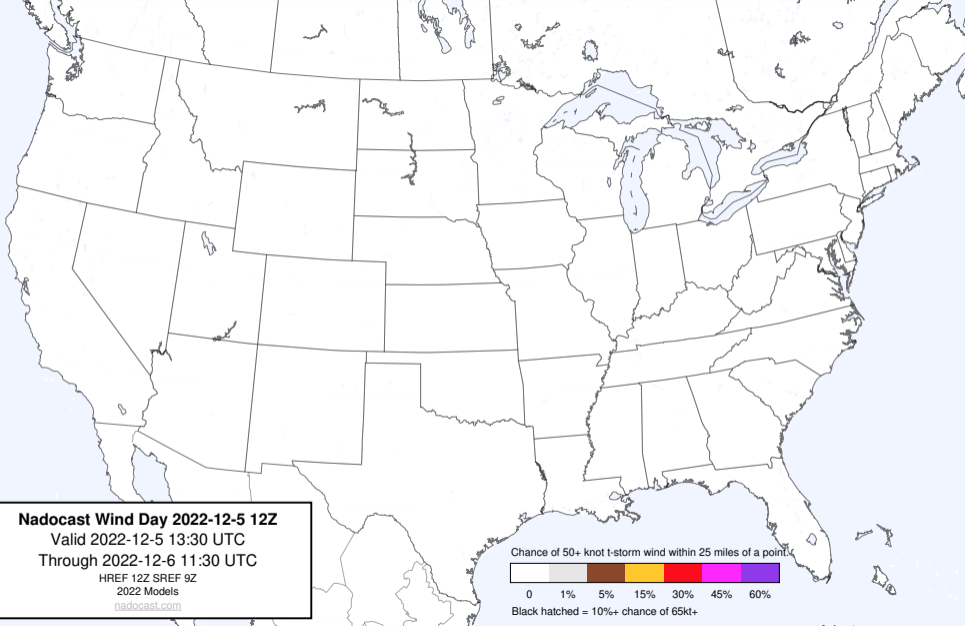 Nadocast Wind Day 2022-12-5 12Z
Valid 2022-12-5 13:30 UTC
Through 2022-12-6 11:30 UTC
HREF 12Z SREF 9Z
2022 Models
nadocast.com
Chance of 50+ knot t-storm wind within 25 miles of a point.
0 1% 5% 15% 30% 45% 60%
Black hatched = 10%+ chance of 65kt+